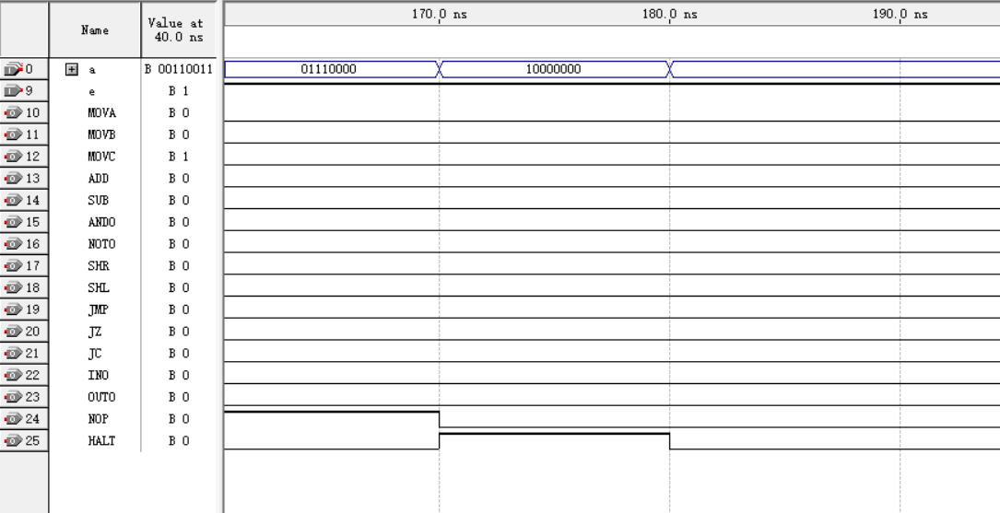 170.0 ns 180.0 ns 190.0 ns
Name Value at 40.0 ns
0 a B 00110011 01110000 10000000
9 e B 1
10 MOVA B 0
11 MOVB B 0
12 MOVC B 1
13 ADD B 0
14 SUB B 0
15 ANDO B 0
16 NOTO B 0
17 SHR B 0
18 SHL B 0
19 JMP B 0
20 JZ B 0
21 JC B 0
22 INO B 0
23 OUTO B 0
24 NOP B 0
25 HALT B 0